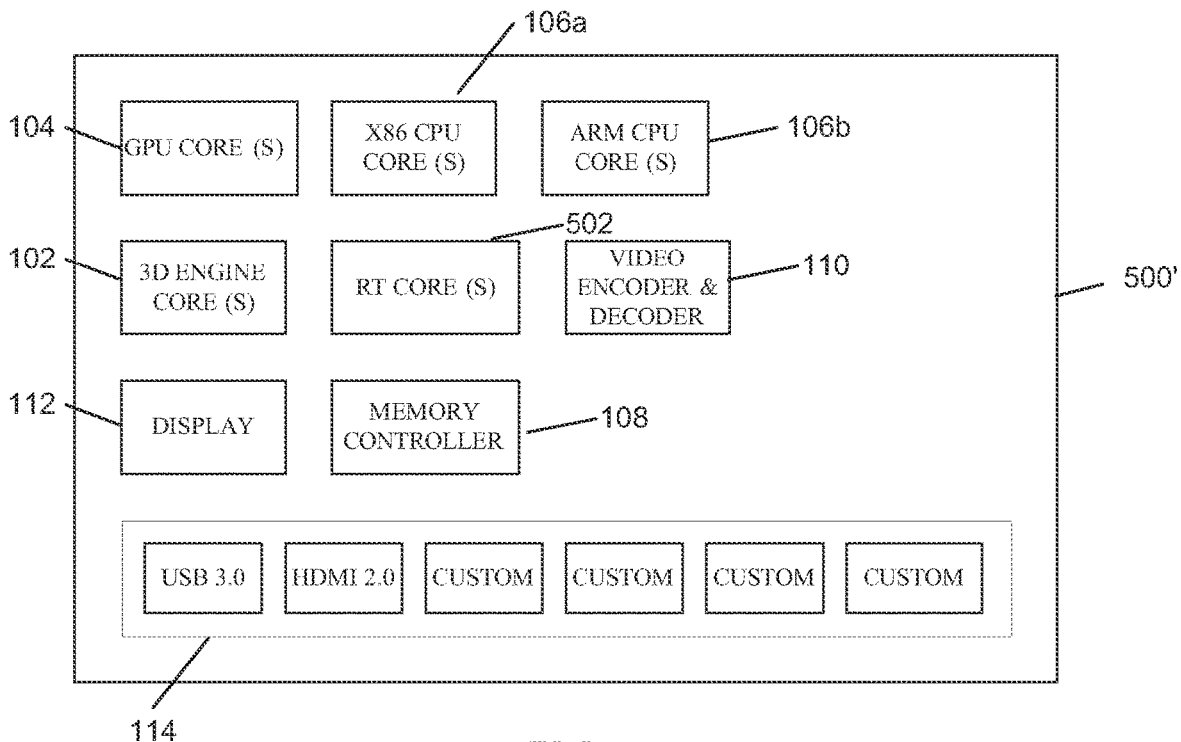 106a
104
GPU CORE (S)
X86 CPU
CORE (S)
ARM CPU
CORE (S)
106b
502
102
3D ENGINE
CORE (S)
RT CORE (S)
VIDEO
ENCODER &
DECODER
110
500'
112
DISPLAY
MEMORY
CONTROLLER
108
USB 3.0
HDMI 2.0
CUSTOM
CUSTOM
CUSTOM
CUSTOM
114